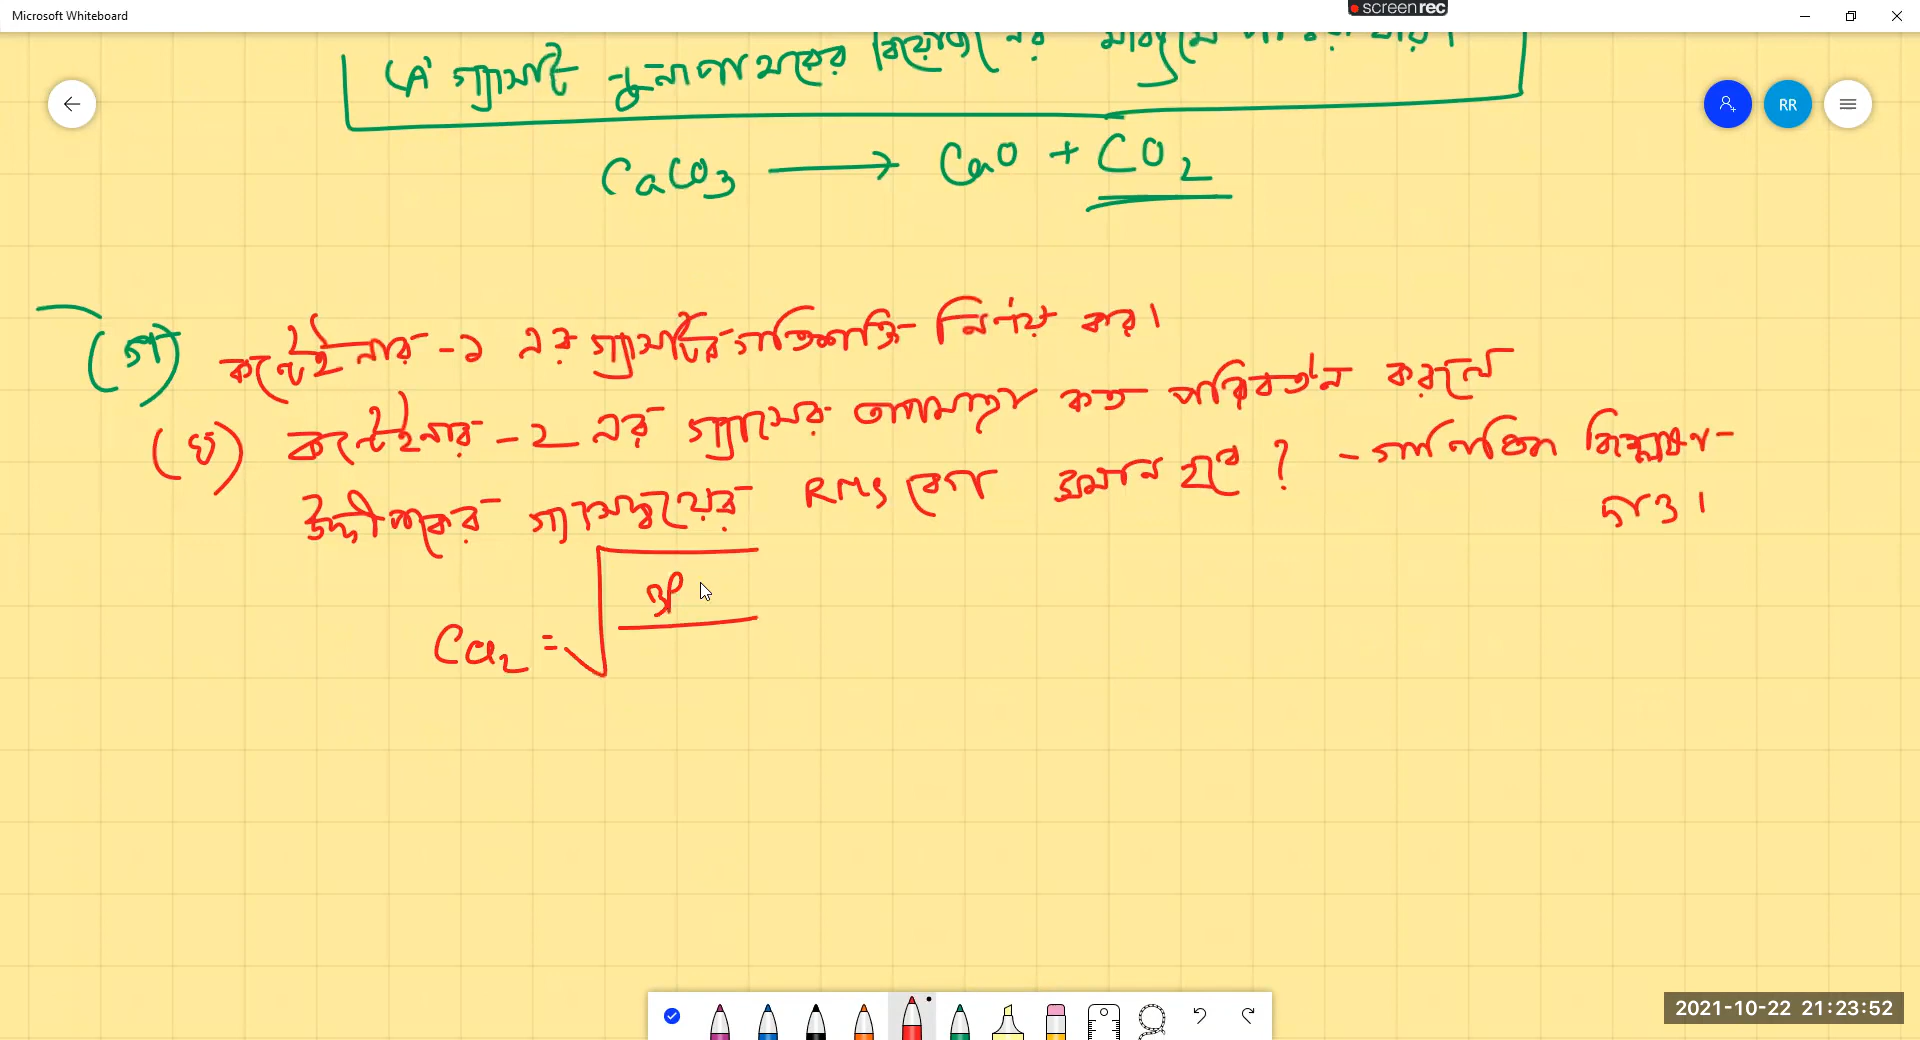 Microsoft Whiteboard
screenrec
'A' গ্যাসটি চুনাপাথরের বিয়োজনের মাধ্যমে
RR
CaCO3 → CaO + CO2
(গ) কন্টেইনার-১ এর গ্যাসটির গতিশক্তি নির্ণয় কর।
(ঘ) কন্টেইনার-2 এর গ্যাসের তাপমাত্রা কত পরিবর্তন করলে
উদ্দীপকের গ্যাসদ্বয়ের RMS বেগ সমান হবে? - গাণিতিক বিশ্লেষণ
দাও।
=√
2021-10-22 21:23:52